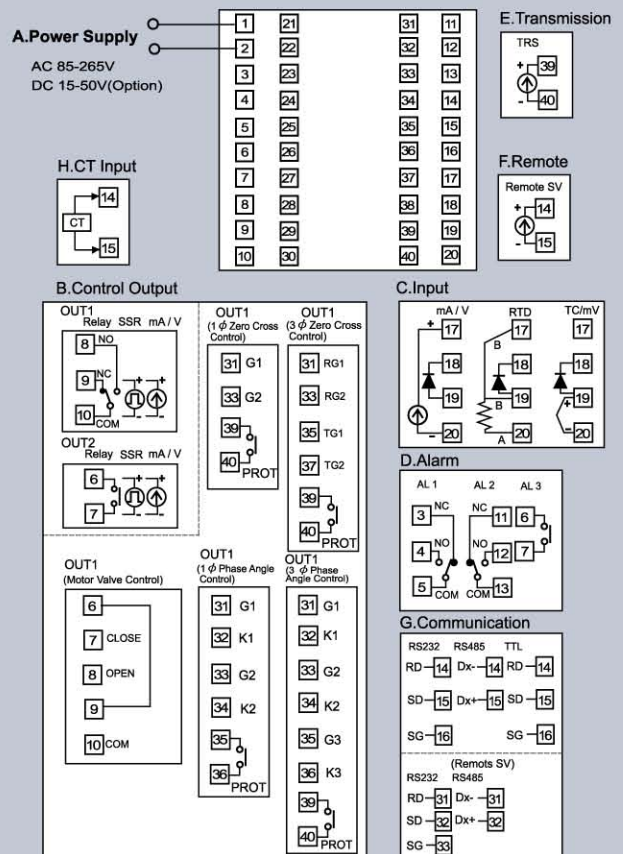 A.Power Supply
AC 85-265V
DC 15-50V(Option)
1 21 31 11
2 22 32 12
3 23 33 13
4 24 34 14
5 25 35 15
6 26 36 16
7 27 37 17
8 28 38 18
9 29 39 19
10 30 40 20
E.Transmission
TRS
+ 39
- 40
H.CT Input
14
CT
15
F.Remote
Remote SV
+ 14
- 15
B.Control Output
OUT1
Relay SSR mA / V
8 NO
9 NC
+ +
- -
10 COM
OUT2
Relay SSR mA / V
6
+ +
- -
7
OUT1
(1 ϕ Zero Cross
Control)
31 G1
33 G2
39
40
PROT
OUT1
(3 ϕ Zero Cross
Control)
31 RG1
33 RG2
35 TG1
37 TG2
39
40
PROT
OUT1
(Motor Valve Control)
6
7 CLOSE
8 OPEN
9
10 COM
OUT1
(1 ϕ Phase Angle
Control)
31 G1
32 K1
33 G2
34 K2
35
36
PROT
OUT1
(3 ϕ Phase
Angle Control)
31 G1
32 K1
33 G2
34 K2
35 G3
36 K3
39
40
PROT
C.Input
mA / V
+ 17
18
19
- 20
RTD
17
B
18
B 19
A 20
TC/mV
17
18
+ 19
- 20
D.Alarm
AL 1
3 NC
4 NO
5 COM
AL 2
NC 11
NO 12
COM 13
AL 3
6
7
G.Communication
RS232 RS485 TTL
RD 14 Dx- 14 RD 14
SD 15 Dx+ 15 SD 15
SG 16 SG 16
(Remots SV)
RS232 RS485
RD 31 Dx- 31
SD 32 Dx+ 32
SG 33